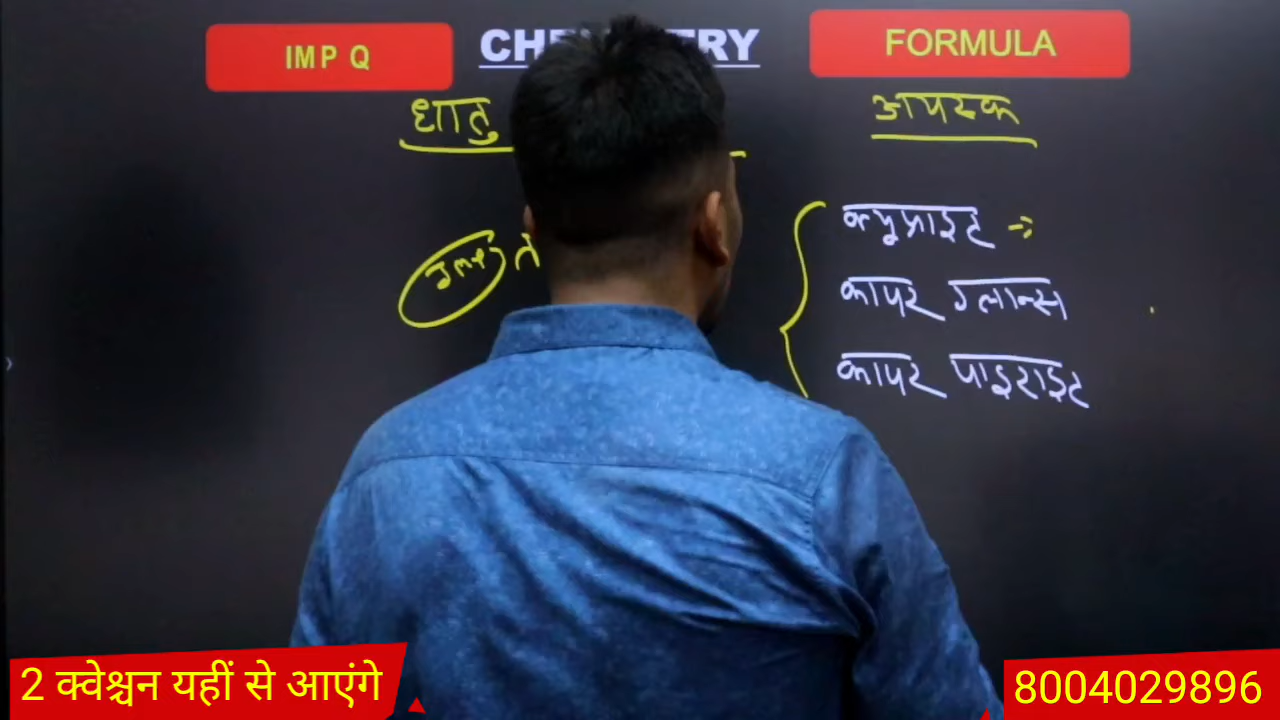 IMP Q
FORMULA
धातु
अयस्क
क्युप्राइट →
कापर ग्लान्स
कापर पाइराइट
2 क्वेश्चन यहीं से आएंगे
8004029896